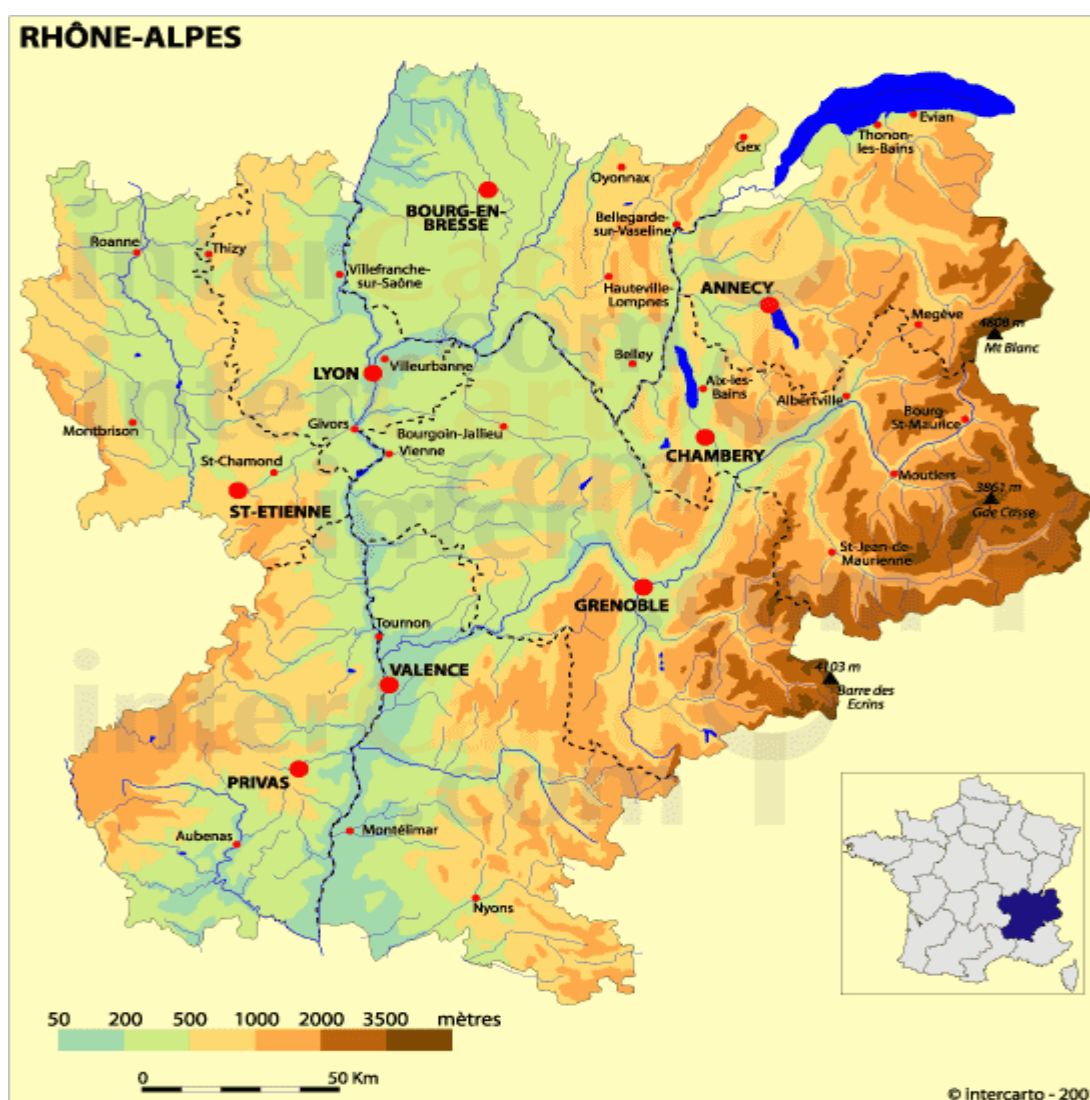 RHÔNE-ALPES
Evian
Thonon-
les-Bains
Gex
Oyonnax
BOURG-EN-
BRESSE
Bellegarde-
sur-Vaseline
Roanne
Thizy
Villefranche-
sur-Saône
Hauteville-
Lompnes
ANNECY
Megève
4808 m
Mt Blanc
Villeurbanne
LYON
Belley
Aix-les-
Bains
Albertville
Bourg-
St-Maurice
Montbrison
Givors
Bourgoin-Jallieu
Vienne
CHAMBERY
St-Chamond
Moutiers
3861 m
Gde Casse
ST-ETIENNE
St-Jean-de-
Maurienne
GRENOBLE
Tournon
VALENCE
4103 m
Barre des
Ecrins
PRIVAS
Aubenas
Montélimar
Nyons
50 200 500 1000 2000 3500 mètres
0 50 Km
© Intercarto - 200